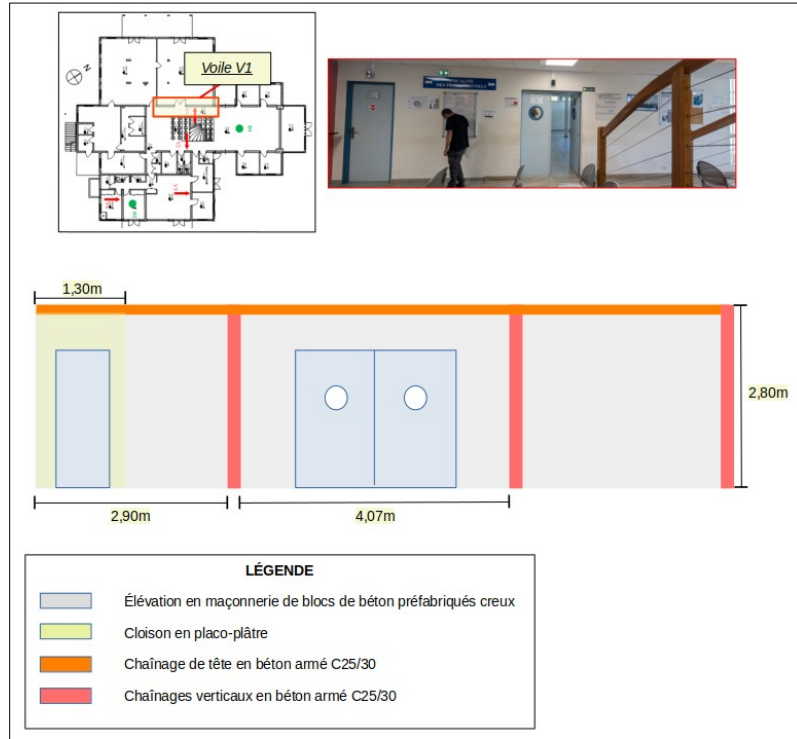 Voile V1
N
1,30m
2,80m
2,90m
4,07m
LÉGENDE
Élévation en maçonnerie de blocs de béton préfabriqués creux
Cloison en placo-plâtre
Chaînage de tête en béton armé C25/30
Chaînages verticaux en béton armé C25/30